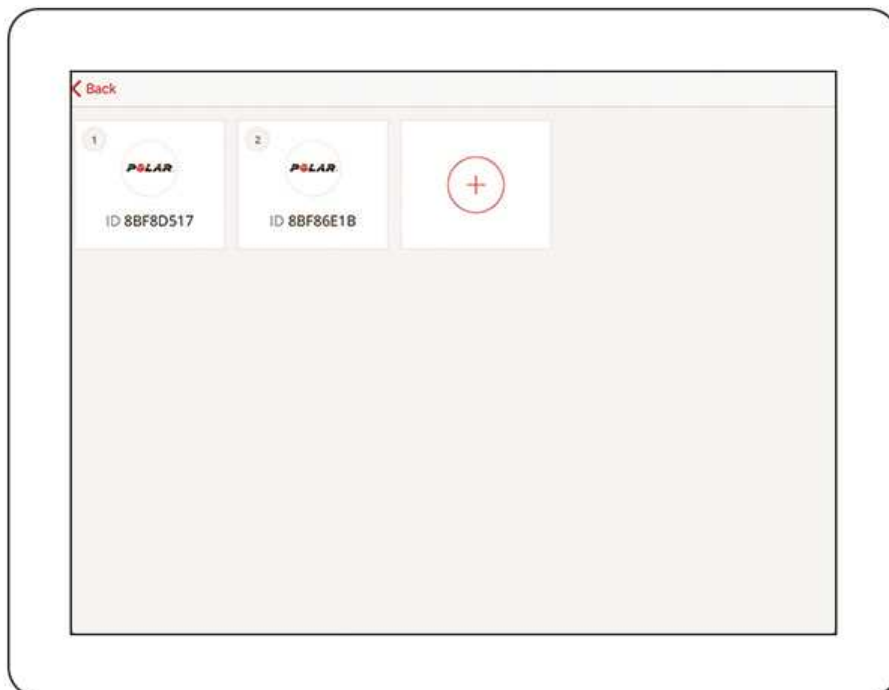 Back
1
POLAR
ID 8BF8D517
2
POLAR
ID 8BF86E1B